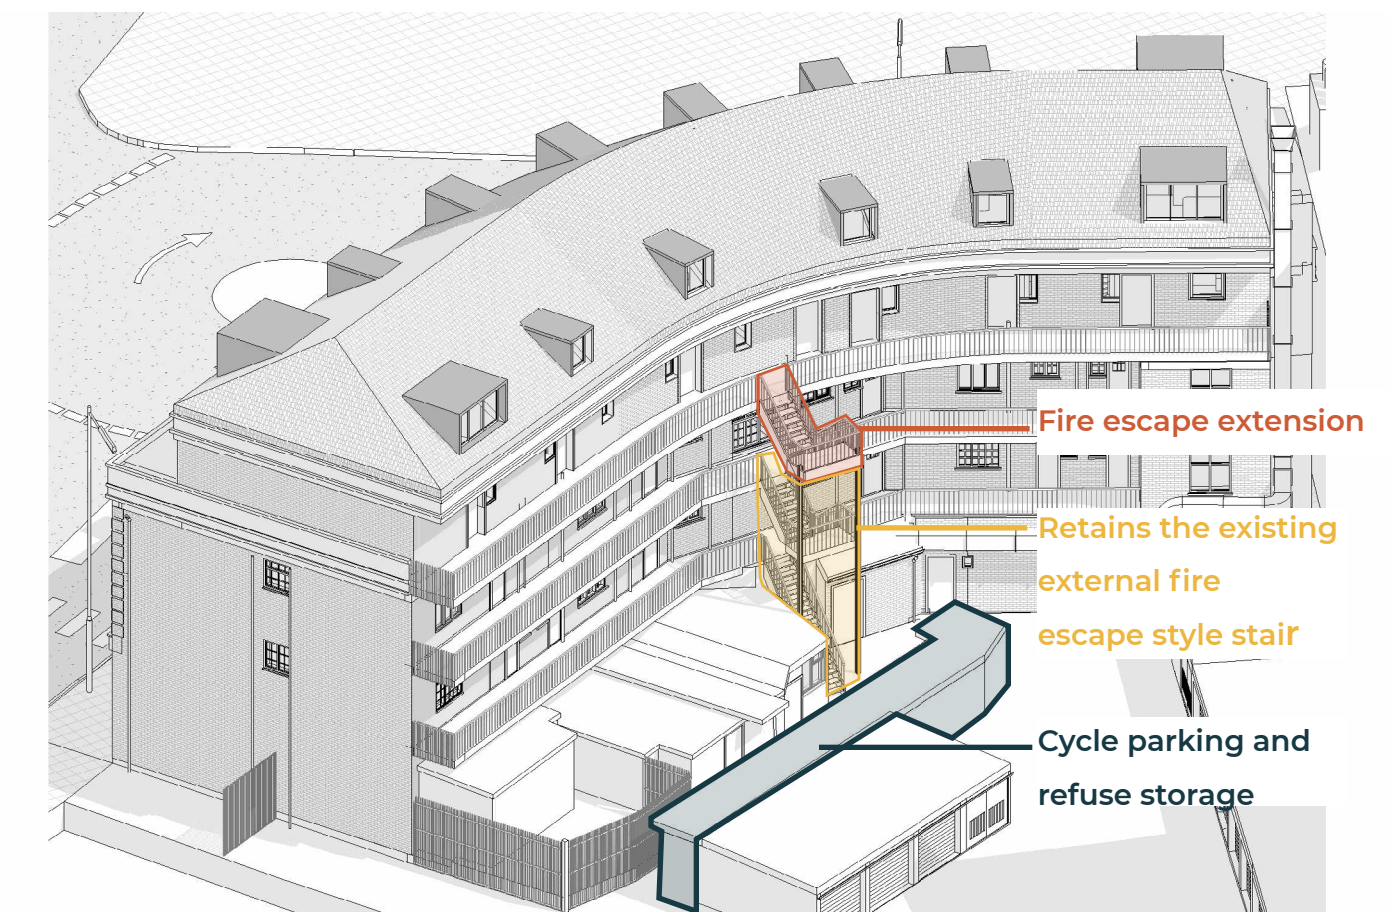 Fire escape extension
Retains the existing
external fire
escape style stair
Cycle parking and
refuse storage